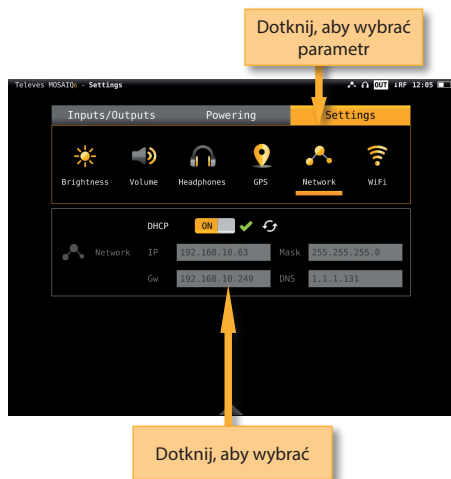 Dotknij, aby wybrać
parametr
Televes MOSAIQ6 - Settings OUT ↓RF 12:05
Inputs/Outputs Powering Settings
Brightness Volume Headphones GPS Network WiFi
DHCP ON
Network IP 192.168.10.63 Mask 255.255.255.0
Gw 192.168.10.249 DNS 1.1.1.131
Dotknij, aby wybrać